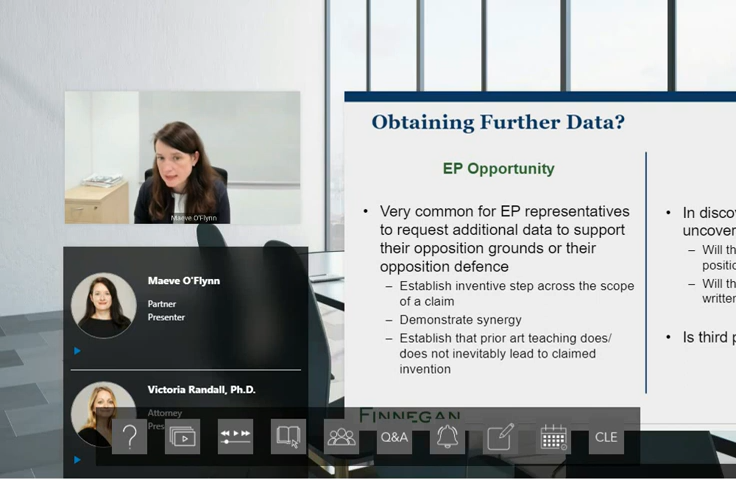 Maeve O'Flynn
Maeve O'Flynn
Partner
Presenter
Victoria Randall, Ph.D.
Attorney
Obtaining Further Data?
EP Opportunity
• Very common for EP representatives
to request additional data to support
their opposition grounds or their
opposition defence
– Establish inventive step across the scope
of a claim
– Demonstrate synergy
– Establish that prior art teaching does/
does not inevitably lead to claimed
invention
• In disco
uncover
– Will th
positio
– Will th
written
• Is third p
FINNEGAN
?
Q&A
CLE